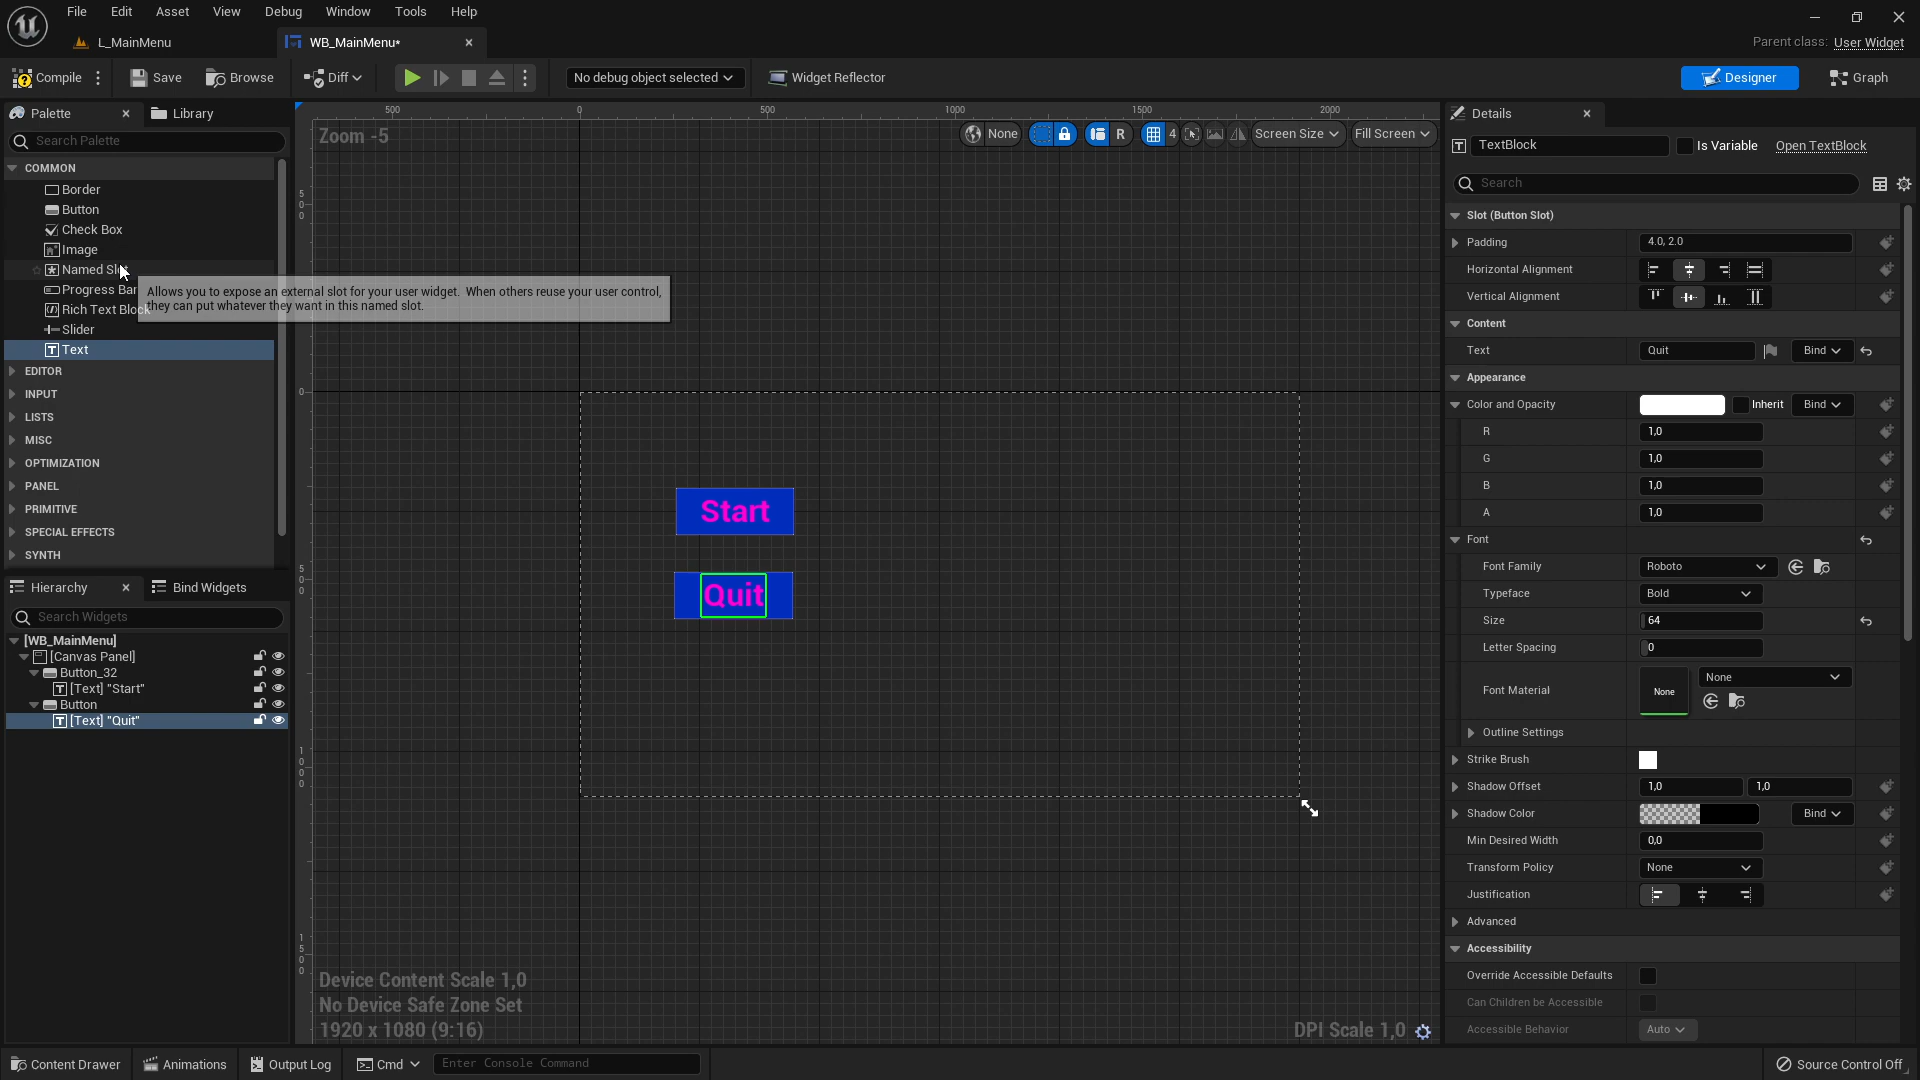 File Edit Asset View Debug Window Tools Help
L_MainMenu
WB_MainMenu*
Parent class: User Widget
Compile
Save
Browse
Diff
No debug object selected
Widget Reflector
Designer
Graph
Palette
Library
Search Palette
COMMON
Border
Button
Check Box
Image
Named Slot
Progress Bar
Rich Text Block
Slider
Text
EDITOR
INPUT
LISTS
MISC
OPTIMIZATION
PANEL
PRIMITIVE
SPECIAL EFFECTS
SYNTH
Allows you to expose an external slot for your user widget. When others reuse your user control,
they can put whatever they want in this named slot.
Hierarchy
Bind Widgets
Search Widgets
[WB_MainMenu]
[Canvas Panel]
Button_32
[Text] "Start"
Button
[Text] "Quit"
500 0 500 1000 1500 2000
Zoom -5
None
R
4
Screen Size
Fill Screen
500
0
500
1000
1500
Start
Quit
Device Content Scale 1,0
No Device Safe Zone Set
1920 x 1080 (9:16)
DPI Scale 1,0
Details
TextBlock
Is Variable
Open TextBlock
Search
Slot (Button Slot)
Padding 4.0, 2.0
Horizontal Alignment
Vertical Alignment
Content
Text Quit Bind
Appearance
Color and Opacity Inherit Bind
R 1,0
G 1,0
B 1,0
A 1,0
Font
Font Family Roboto
Typeface Bold
Size 64
Letter Spacing 0
Font Material None None
Outline Settings
Strike Brush
Shadow Offset 1,0 1,0
Shadow Color Bind
Min Desired Width 0,0
Transform Policy None
Justification
Advanced
Accessibility
Override Accessible Defaults
Can Children be Accessible
Accessible Behavior Auto
Content Drawer
Animations
Output Log
Cmd
Enter Console Command
Source Control Off